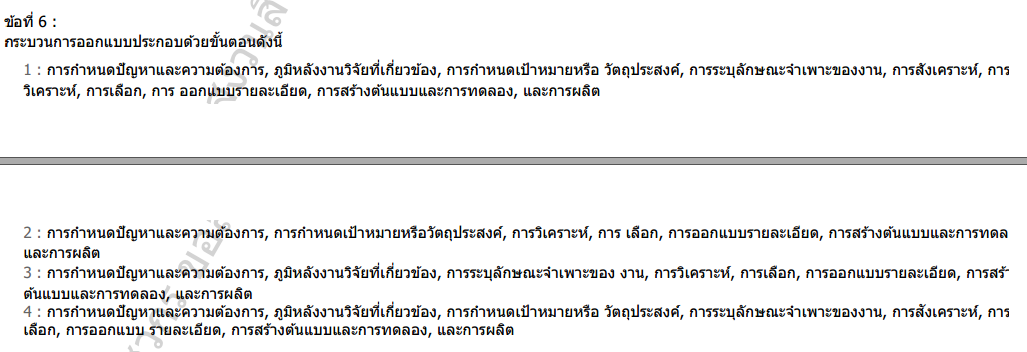 ข้อที่ 6 :
กระบวนการออกแบบประกอบด้วยขั้นตอนดังนี้
1 : การกำหนดปัญหาและความต้องการ, ภูมิหลังงานวิจัยที่เกี่ยวข้อง, การกำหนดเป้าหมายหรือ วัตถุประสงค์, การระบุลักษณะจำเพาะของงาน, การสังเคราะห์, การ
วิเคราะห์, การเลือก, การ ออกแบบรายละเอียด, การสร้างต้นแบบและการทดลอง, และการผลิต
2 : การกำหนดปัญหาและความต้องการ, การกำหนดเป้าหมายหรือวัตถุประสงค์, การวิเคราะห์, การ เลือก, การออกแบบรายละเอียด, การสร้างต้นแบบและการทดล
และการผลิต
3 : การกำหนดปัญหาและความต้องการ, ภูมิหลังงานวิจัยที่เกี่ยวข้อง, การระบุลักษณะจำเพาะของ งาน, การวิเคราะห์, การเลือก, การออกแบบรายละเอียด, การสร้
ต้นแบบและการทดลอง, และการผลิต
4 : การกำหนดปัญหาและความต้องการ, ภูมิหลังงานวิจัยที่เกี่ยวข้อง, การกำหนดเป้าหมายหรือ วัตถุประสงค์, การระบุลักษณะจำเพาะของงาน, การสังเคราะห์, การ
เลือก, การออกแบบ รายละเอียด, การสร้างต้นแบบและการทดลอง, และการผลิต